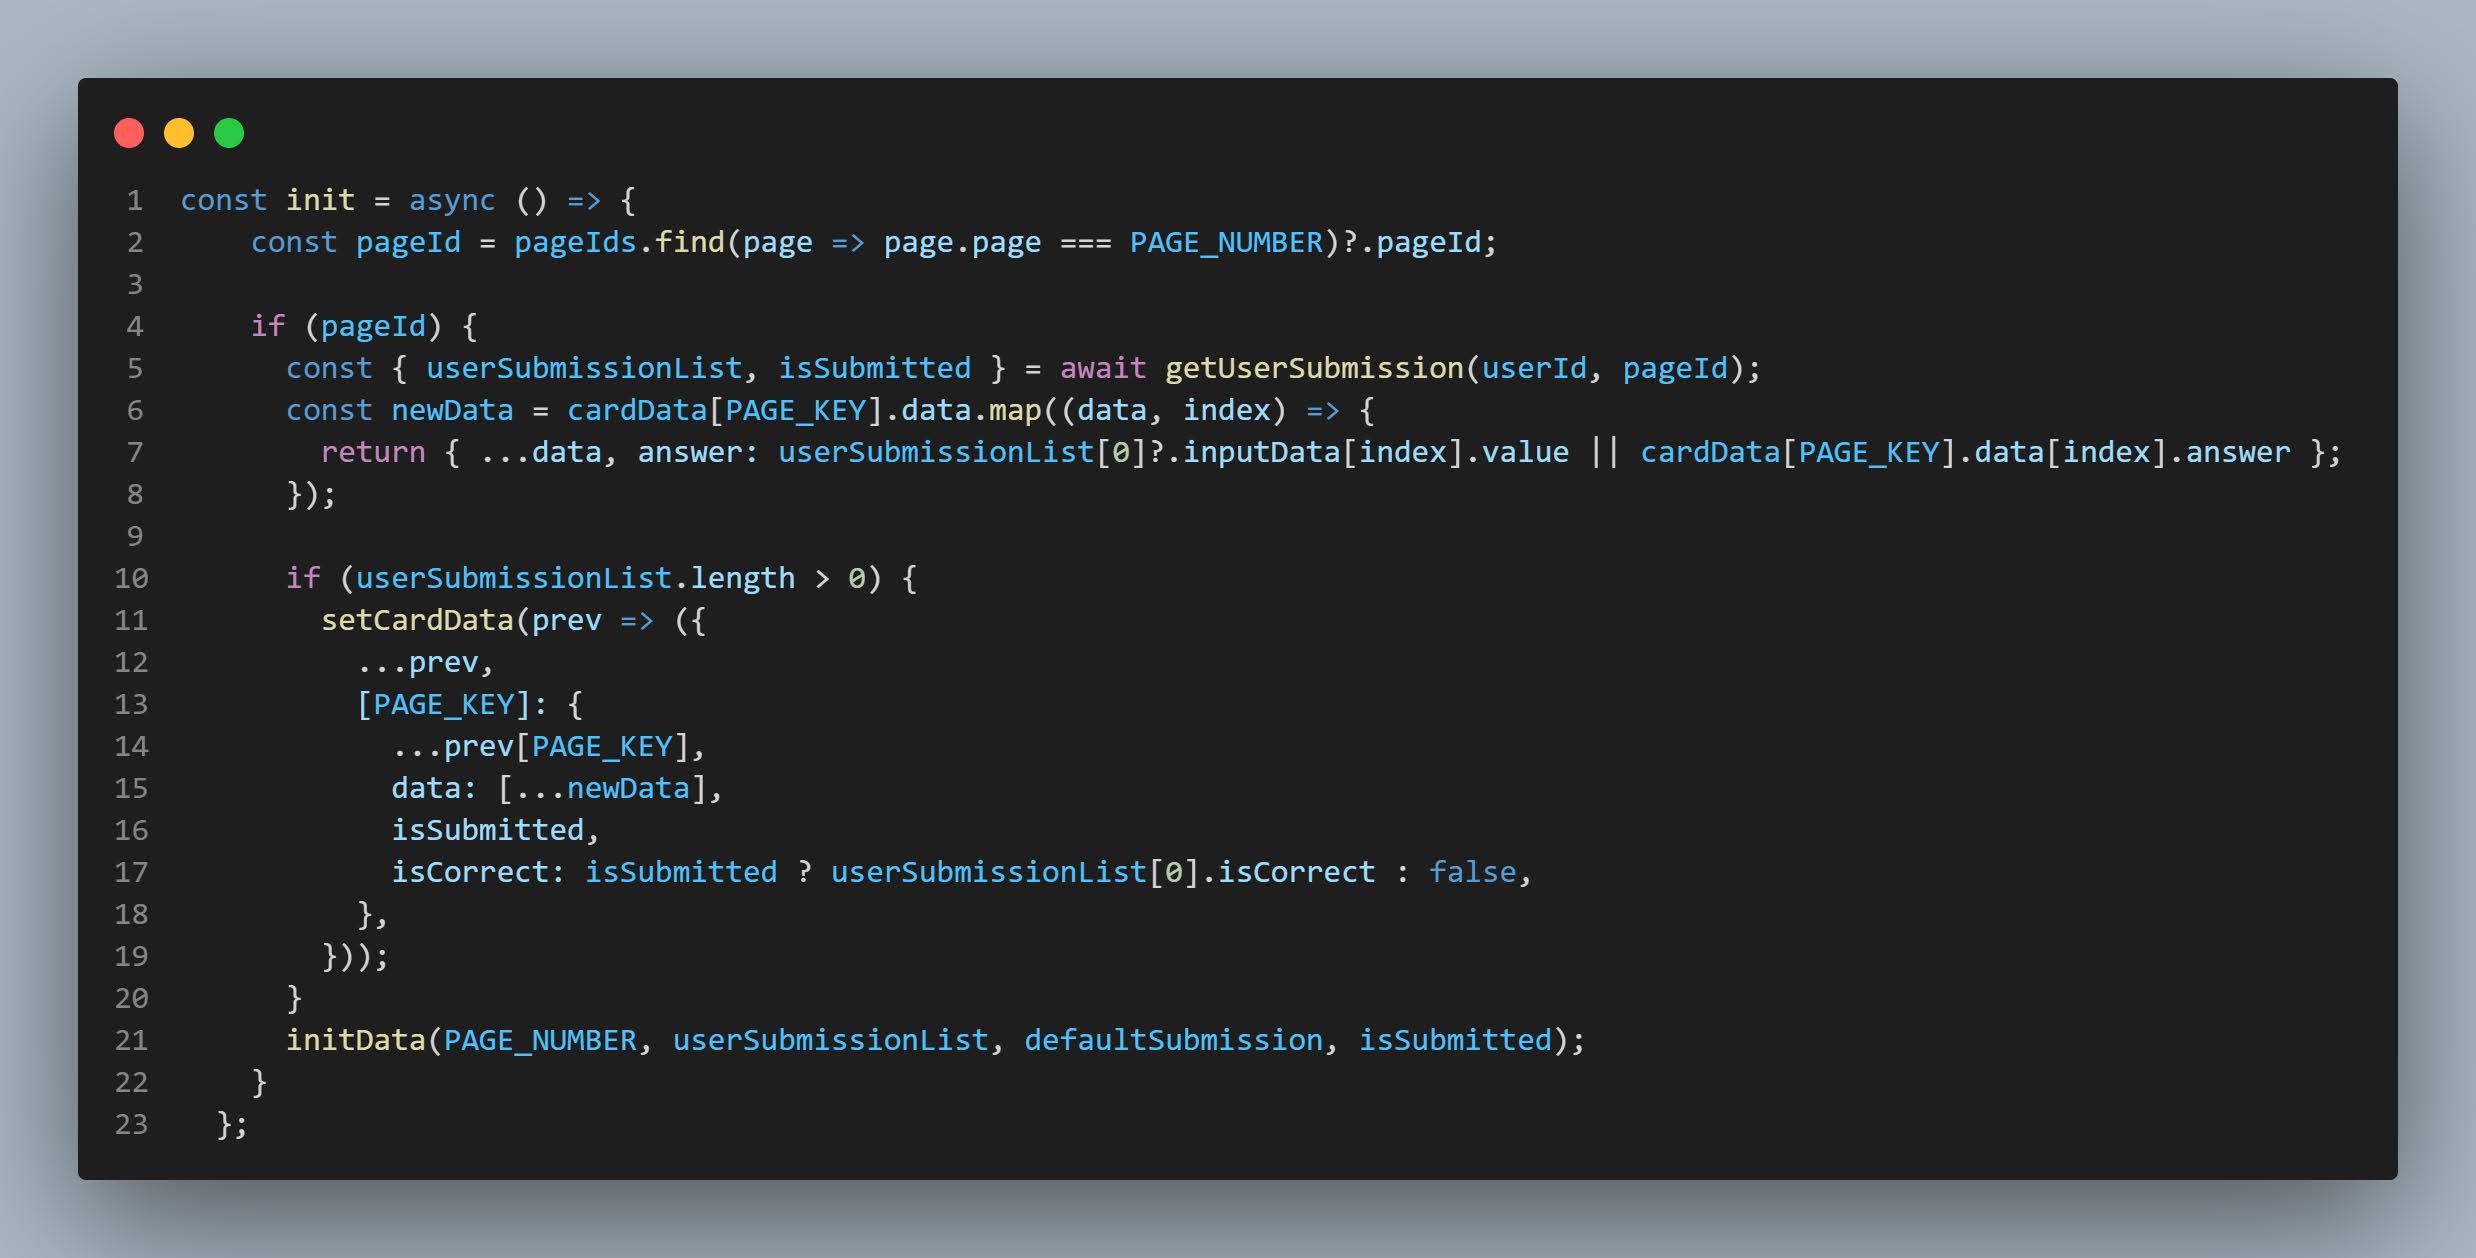 1 const init = async () => {
2 const pageId = pageIds.find(page => page.page === PAGE_NUMBER)?.pageId;
3
4 if (pageId) {
5 const { userSubmissionList, isSubmitted } = await getUserSubmission(userId, pageId);
6 const newData = cardData[PAGE_KEY].data.map((data, index) => {
7 return { ...data, answer: userSubmissionList[0]?.inputData[index].value || cardData[PAGE_KEY].data[index].answer };
8 });
9
10 if (userSubmissionList.length > 0) {
11 setCardData(prev => ({
12 ...prev,
13 [PAGE_KEY]: {
14 ...prev[PAGE_KEY],
15 data: [...newData],
16 isSubmitted,
17 isCorrect: isSubmitted ? userSubmissionList[0].isCorrect : false,
18 },
19 }));
20 }
21 initData(PAGE_NUMBER, userSubmissionList, defaultSubmission, isSubmitted);
22 }
23 };